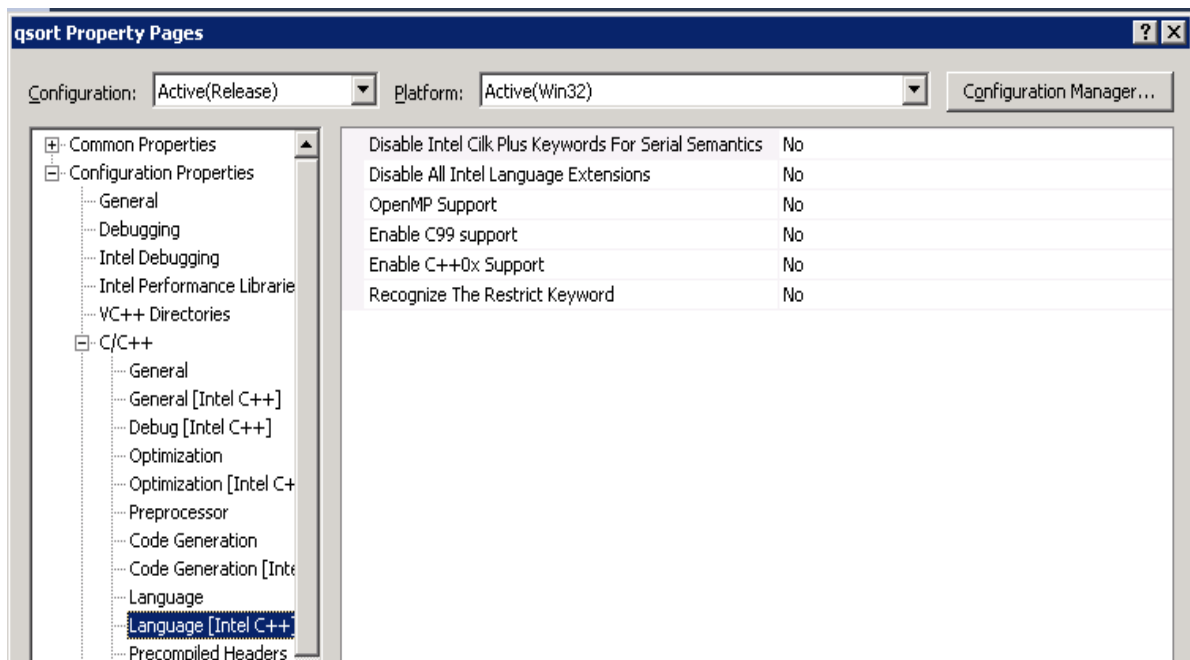 qsort Property Pages
Configuration: Active(Release) Platform: Active(Win32) Configuration Manager...
Common Properties
Configuration Properties
General
Debugging
Intel Debugging
Intel Performance Librarie
VC++ Directories
C/C++
General
General [Intel C++]
Debug [Intel C++]
Optimization
Optimization [Intel C+
Preprocessor
Code Generation
Code Generation [Inte
Language
Language [Intel C++]
Precompiled Headers
Disable Intel Cilk Plus Keywords For Serial Semantics No
Disable All Intel Language Extensions No
OpenMP Support No
Enable C99 support No
Enable C++0x Support No
Recognize The Restrict Keyword No